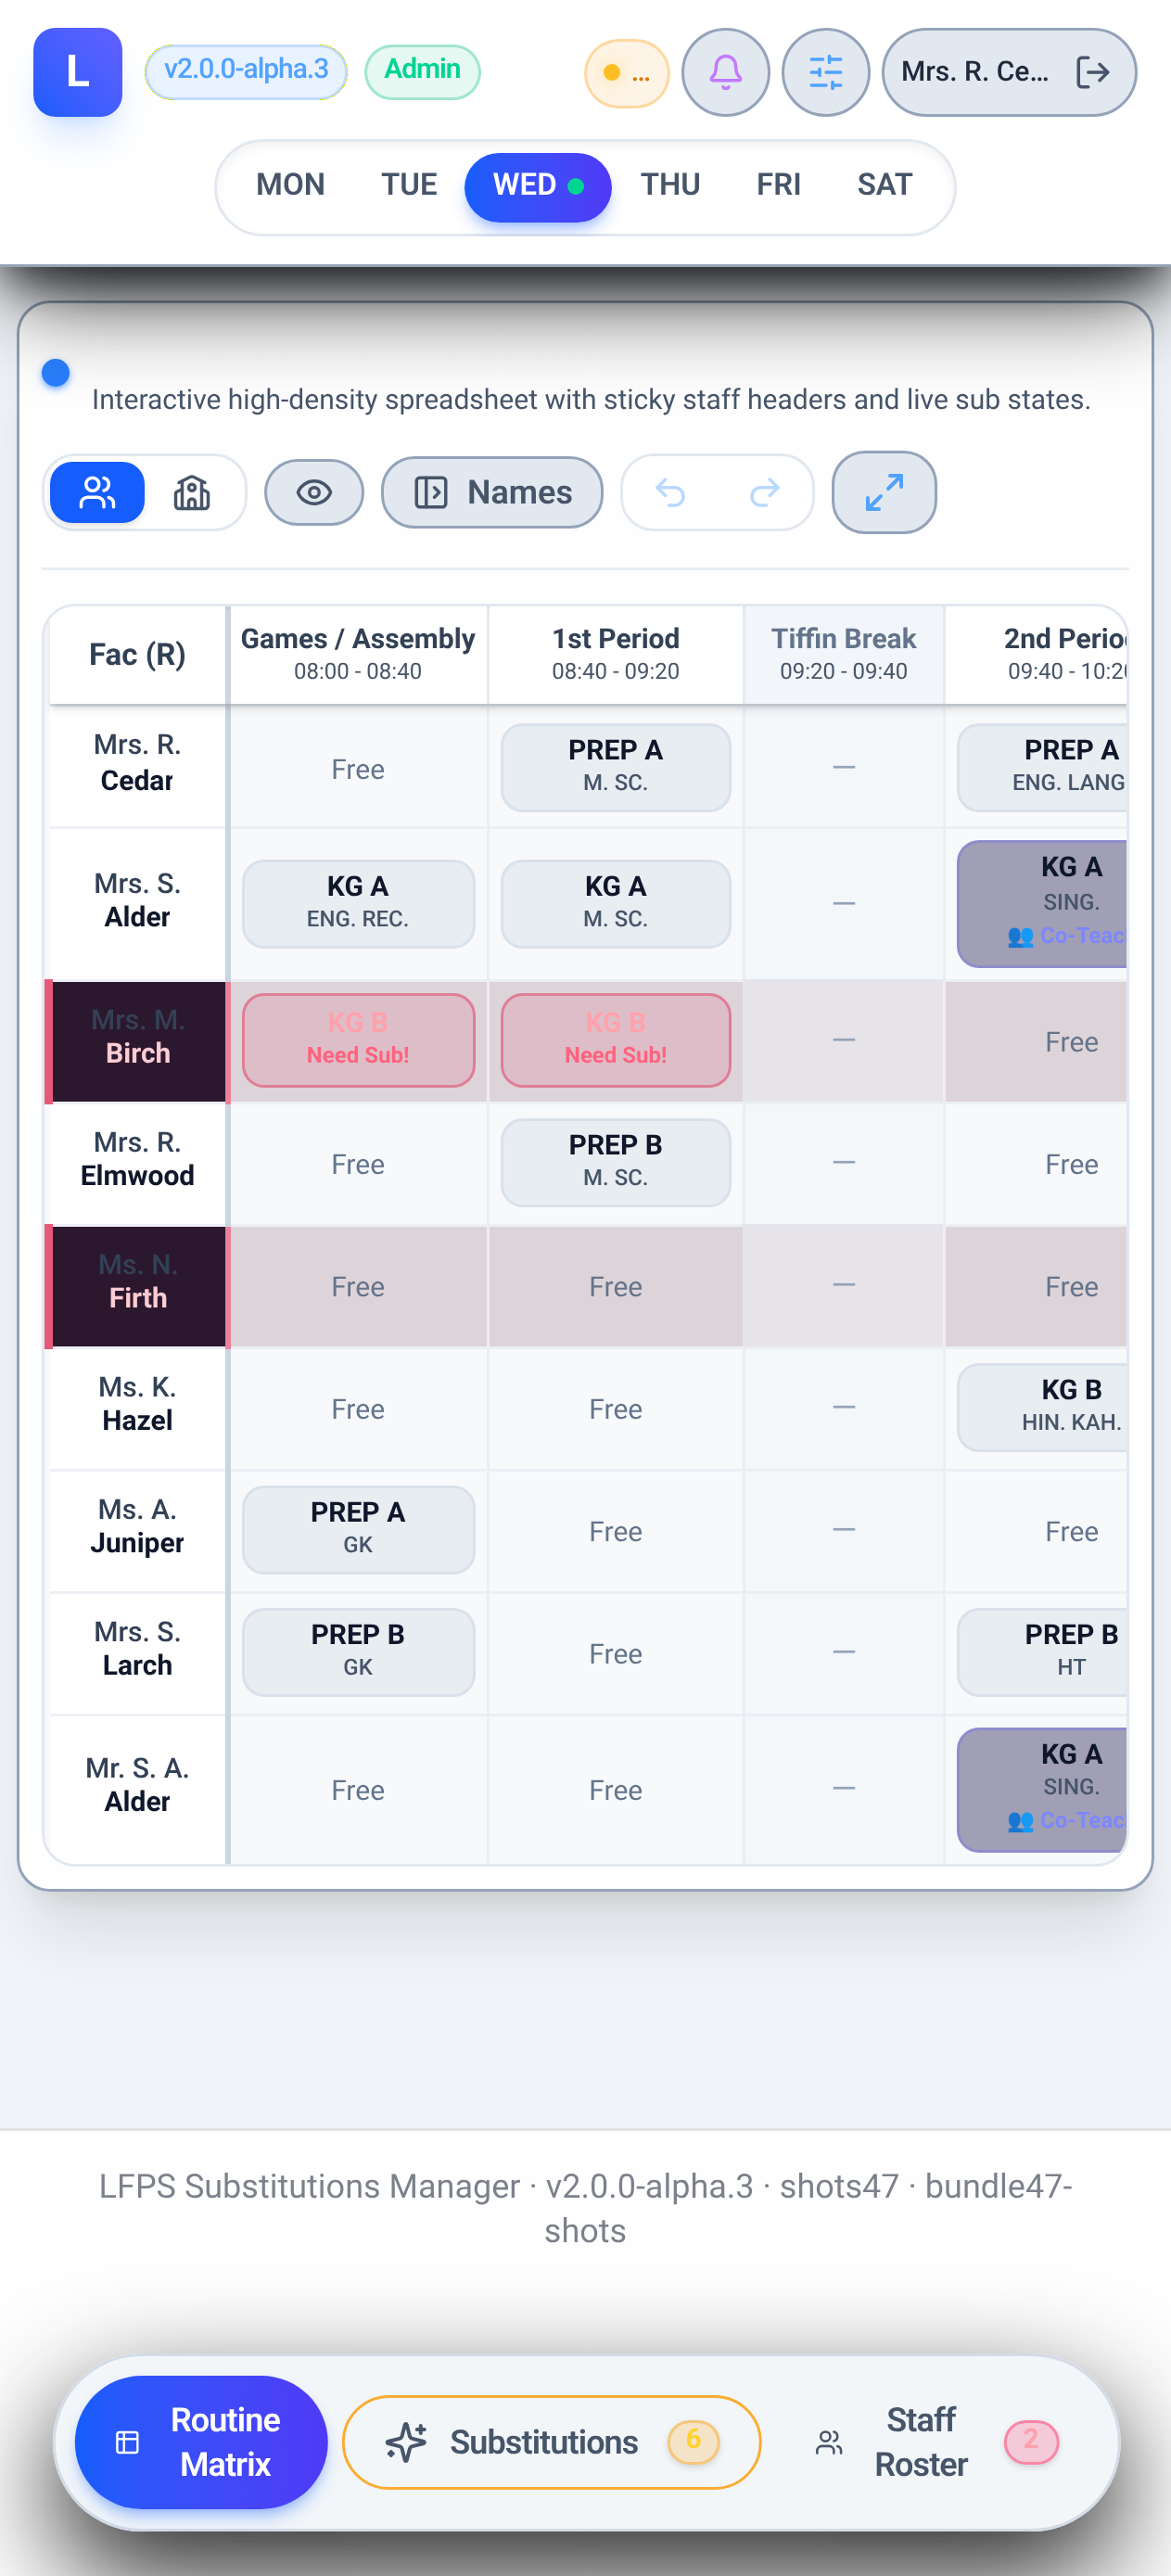 L
v2.0.0-alpha.3
Admin
...
Mrs. R. Ce...
MON TUE WED THU FRI SAT
Interactive high-density spreadsheet with sticky staff headers and live sub states.
Names
Fac (R)
Games / Assembly
08:00 - 08:40
1st Period
08:40 - 09:20
Tiffin Break
09:20 - 09:40
2nd Perio
09:40 - 10:20
Mrs. R.
Cedar
Free
PREP A
M. SC.
—
PREP A
ENG. LANG
Mrs. S.
Alder
KG A
ENG. REC.
KG A
M. SC.
—
KG A
SING.
👥 Co-Teac
Mrs. M.
Birch
KG B
Need Sub!
KG B
Need Sub!
—
Free
Mrs. R.
Elmwood
Free
PREP B
M. SC.
—
Free
Ms. N.
Firth
Free
Free
—
Free
Ms. K.
Hazel
Free
Free
—
KG B
HIN. KAH.
Ms. A.
Juniper
PREP A
GK
Free
—
Free
Mrs. S.
Larch
PREP B
GK
Free
—
PREP B
HT
Mr. S. A.
Alder
Free
Free
—
KG A
SING.
👥 Co-Teac
LFPS Substitutions Manager · v2.0.0-alpha.3 · shots47 · bundle47-
shots
Routine
Matrix
Substitutions
6
Staff
Roster
2